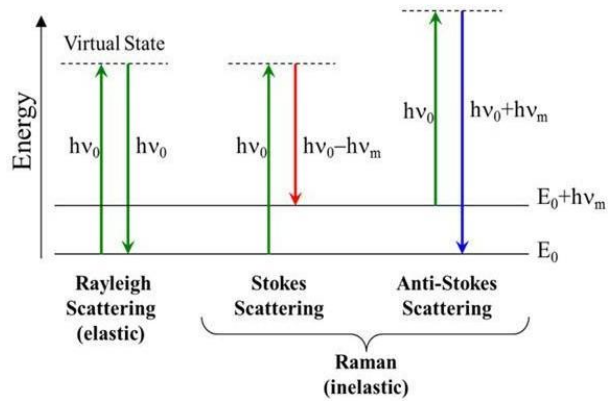 Energy
Virtual State
hν₀
hν₀
hν₀
hν₀–hνₘ
hν₀
hν₀+hνₘ
E₀+hνₘ
E₀
Rayleigh
Scattering
(elastic)
Stokes
Scattering
Anti-Stokes
Scattering
Raman
(inelastic)